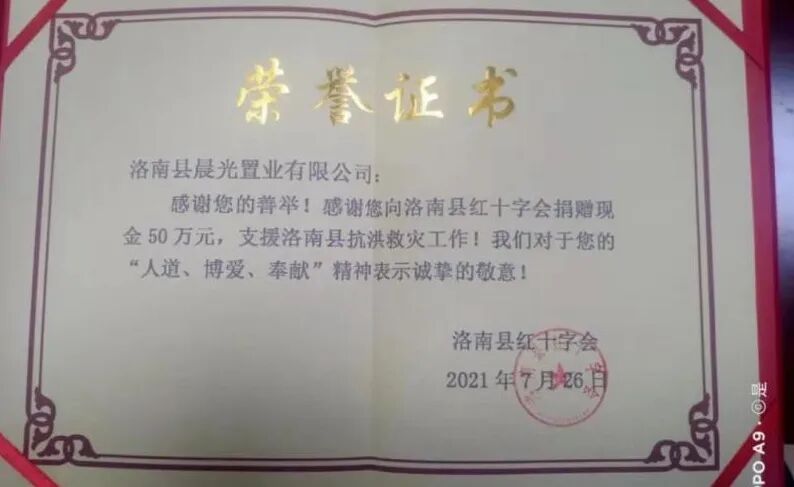 荣誉证书
洛南县晨光置业有限公司：
感谢您的善举！感谢您向洛南县红十字会捐赠现
金50万元，支援洛南县抗洪救灾工作！我们对于您的
“人道、博爱、奉献”精神表示诚挚的敬意！
洛南县红十字会
2021年7月26日
PPO A9 · ©是